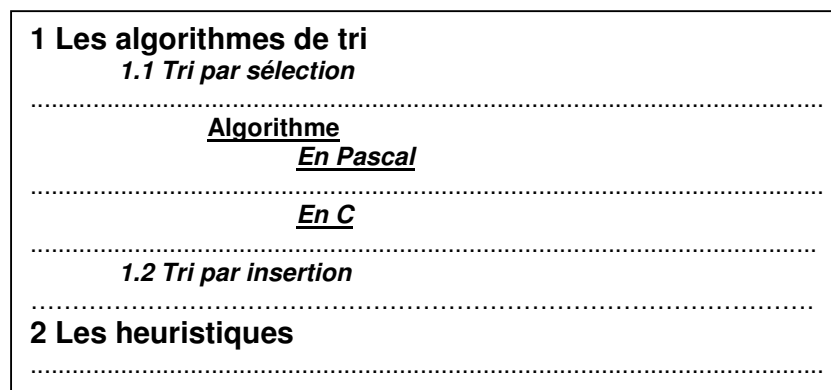 1 Les algorithmes de tri
1.1 Tri par sélection
..................................................................................................................
Algorithme
En Pascal
..................................................................................................................
En C
.................................................................................................................
1.2 Tri par insertion
……………………………………………………………………………………
2 Les heuristiques
..................................................................................................................